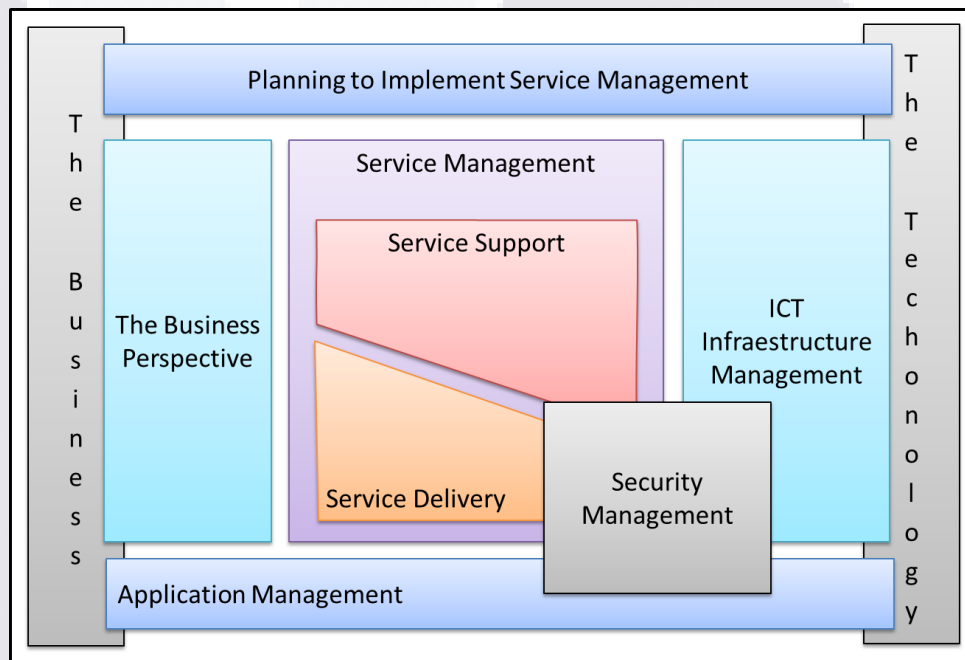 Planning to Implement Service Management
The Business
The Techonology
Service Management
Service Support
The Business
Perspective
ICT
Infraestructure
Management
Service Delivery
Security
Management
Application Management